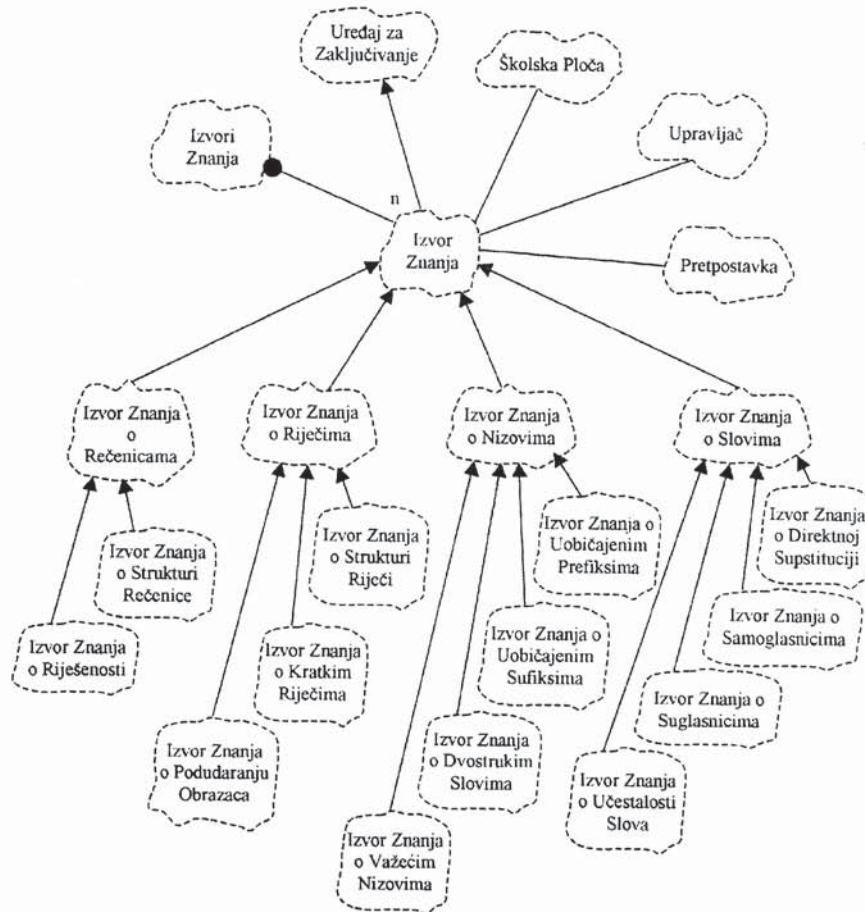 Uređaj za
Zaključivanje
Školska Ploča
Izvori
Znanja
Upravljač
n
Izvor
Znanja
Pretpostavka
Izvor Znanja
o
Rečenicama
Izvor Znanja
o Riječima
Izvor Znanja
o Nizovima
Izvor Znanja
o Slovima
Izvor Znanja
o Strukturi
Rečenice
Izvor Znanja
o Strukturi
Riječi
Izvor Znanja o
Uobičajenim
Prefiksima
Izvor Znanja
o Direktnoj
Supstituciji
Izvor Znanja
o Riješenosti
Izvor Znanja
o Kratkim
Riječima
Izvor Znanja o
Uobičajenim
Sufiksima
Izvor Znanja o
Samoglasnicima
Izvor Znanja o
Suglasnicima
Izvor Znanja
o Podudaranju
Obrazaca
Izvor Znanja
o Dvostrukim
Slovima
Izvor Znanja
o Učestalosti
Slova
Izvor Znanja
o Važećim
Nizovima